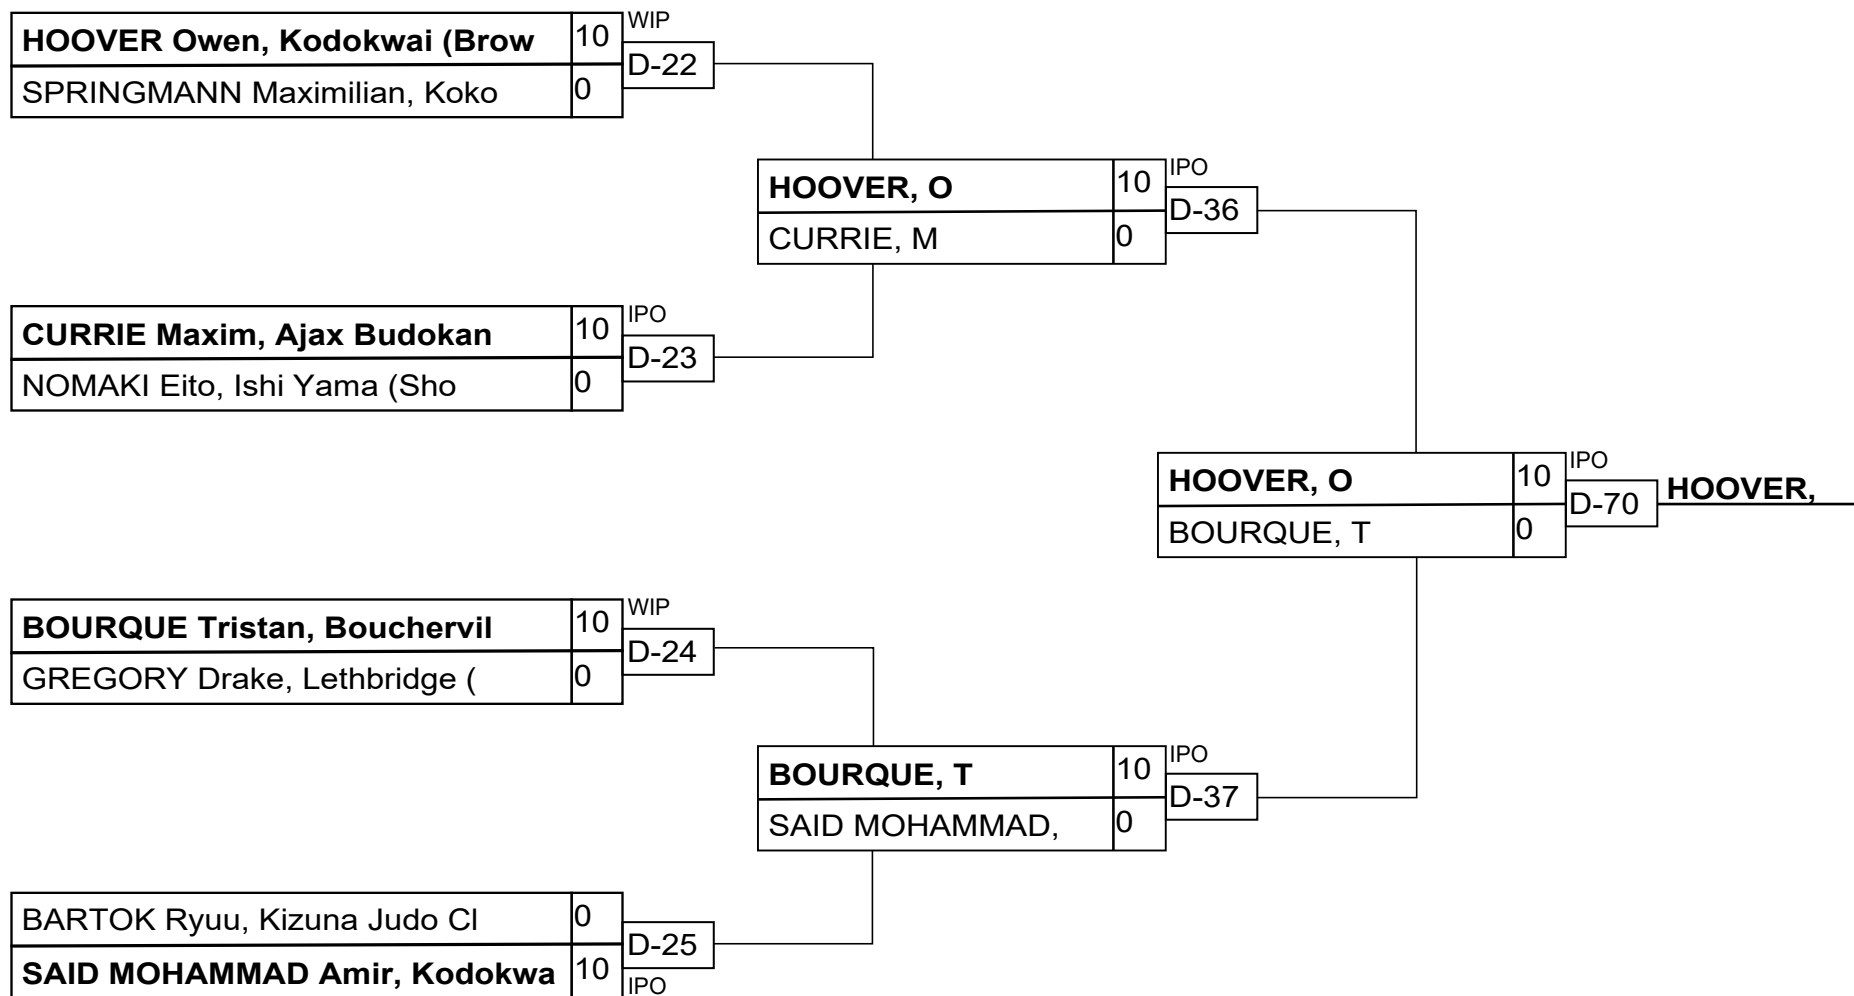 HOOVER Owen, Kodokwai (Brow 10 WIP
D-22
SPRINGMANN Maximilian, Koko 0
HOOVER, O 10 IPO
D-36
CURRIE, M 0
CURRIE Maxim, Ajax Budokan 10 IPO
D-23
NOMAKI Eito, Ishi Yama (Sho 0
HOOVER, O 10 IPO
D-70 HOOVER,
BOURQUE, T 0
BOURQUE Tristan, Bouchervil 10 WIP
D-24
GREGORY Drake, Lethbridge ( 0
BOURQUE, T 10 IPO
D-37
SAID MOHAMMAD, 0
BARTOK Ryuu, Kizuna Judo Cl 0
D-25
SAID MOHAMMAD Amir, Kodokwa 10 IPO